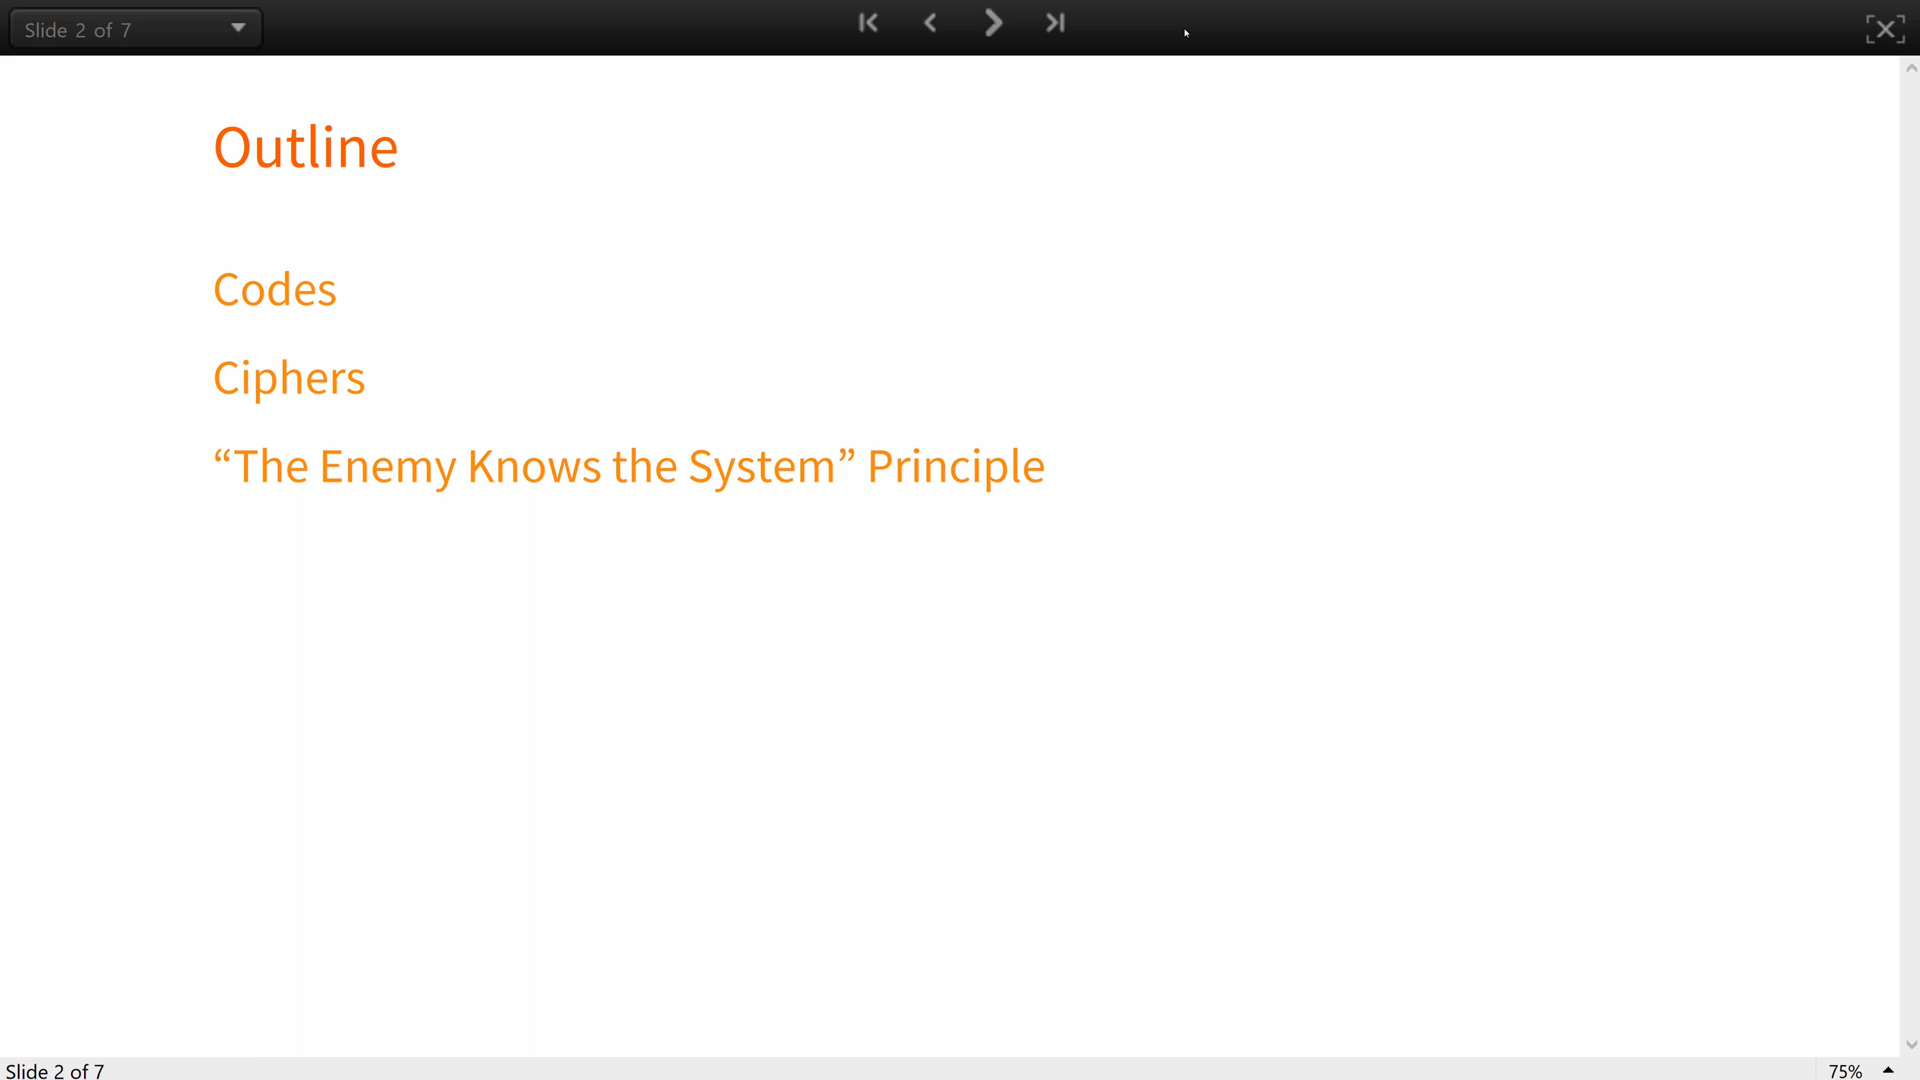 Slide 2 of 7
Outline
Codes
Ciphers
“The Enemy Knows the System” Principle
Slide 2 of 7
75%